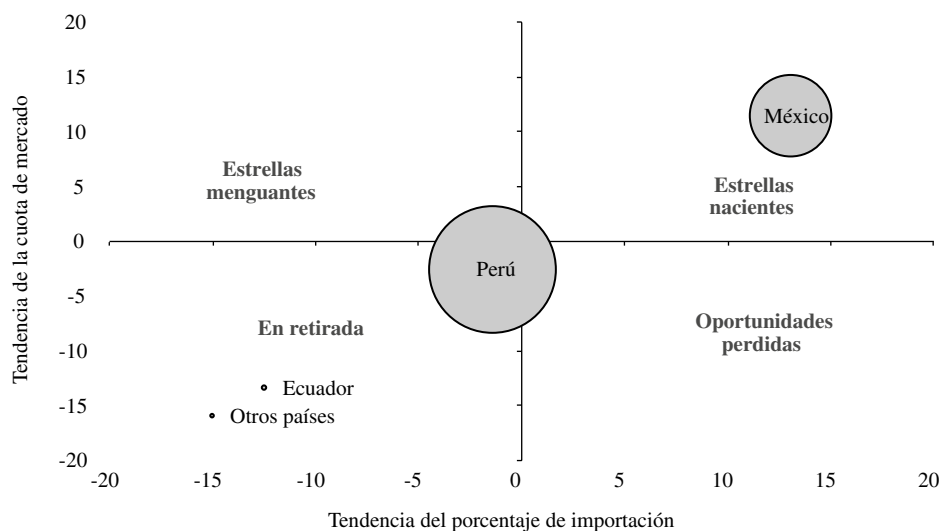 20
15
México
10
Estrellas
menguantes
5
Estrellas
nacientes
0
Perú
-5
En retirada
Oportunidades
perdidas
-10
Ecuador
-15
Otros países
-20
-20 -15 -10 -5 0 5 10 15 20
Tendencia del porcentaje de importación
Tendencia de la cuota de mercado